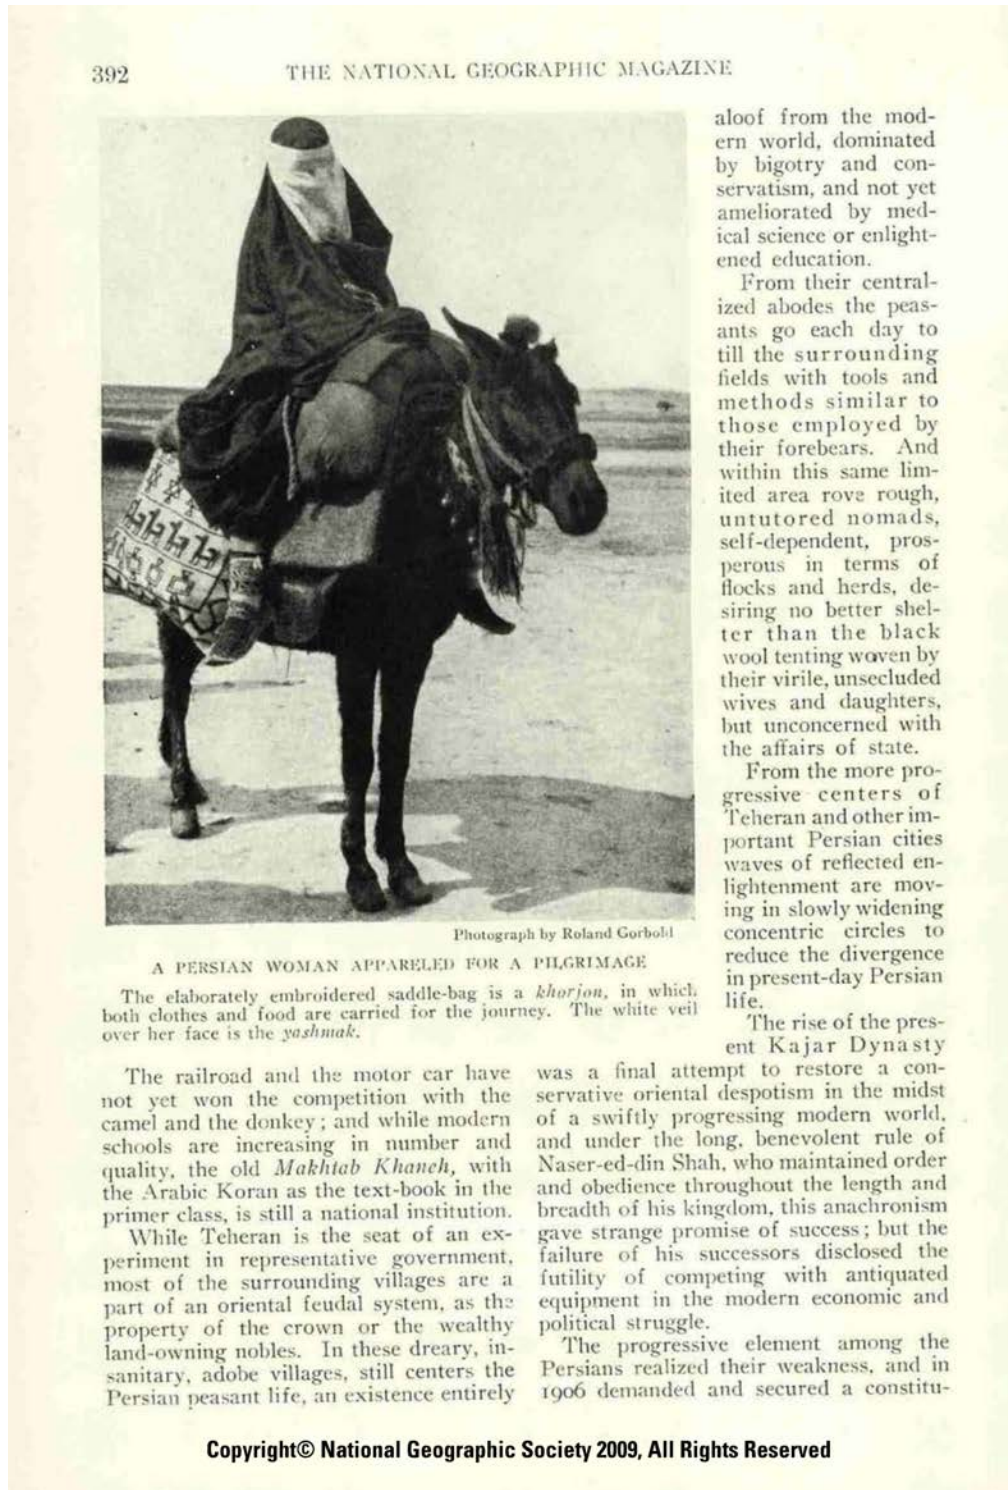 392
THE NATIONAL GEOGRAPHIC MAGAZINE
Photograph by Roland Gorbold
A PERSIAN WOMAN APPARELED FOR A PILGRIMAGE
The elaborately embroidered saddle-bag is a khorjon, in which
both clothes and food are carried for the journey. The white veil
over her face is the yashmak.
The railroad and the motor car have
not yet won the competition with the
camel and the donkey; and while modern
schools are increasing in number and
quality, the old Makhtab Khaneh, with
the Arabic Koran as the text-book in the
primer class, is still a national institution.
While Teheran is the seat of an ex-
periment in representative government,
most of the surrounding villages are a
part of an oriental feudal system, as the
property of the crown or the wealthy
land-owning nobles. In these dreary, in-
sanitary, adobe villages, still centers the
Persian peasant life, an existence entirely
aloof from the mod-
ern world, dominated
by bigotry and con-
servatism, and not yet
ameliorated by med-
ical science or enlight-
ened education.
From their central-
ized abodes the peas-
ants go each day to
till the surrounding
fields with tools and
methods similar to
those employed by
their forebears. And
within this same lim-
ited area rove rough,
untutored nomads,
self-dependent, pros-
perous in terms of
flocks and herds, de-
siring no better shel-
ter than the black
wool tenting woven by
their virile, unsecluded
wives and daughters,
but unconcerned with
the affairs of state.
From the more pro-
gressive centers of
Teheran and other im-
portant Persian cities
waves of reflected en-
lightenment are mov-
ing in slowly widening
concentric circles to
reduce the divergence
in present-day Persian
life.
The rise of the pres-
ent Kajar Dynasty
was a final attempt to restore a con-
servative oriental despotism in the midst
of a swiftly progressing modern world,
and under the long, benevolent rule of
Naser-ed-din Shah, who maintained order
and obedience throughout the length and
breadth of his kingdom, this anachronism
gave strange promise of success; but the
failure of his successors disclosed the
futility of competing with antiquated
equipment in the modern economic and
political struggle.
The progressive element among the
Persians realized their weakness, and in
1906 demanded and secured a constitu-
Copyright© National Geographic Society 2009, All Rights Reserved